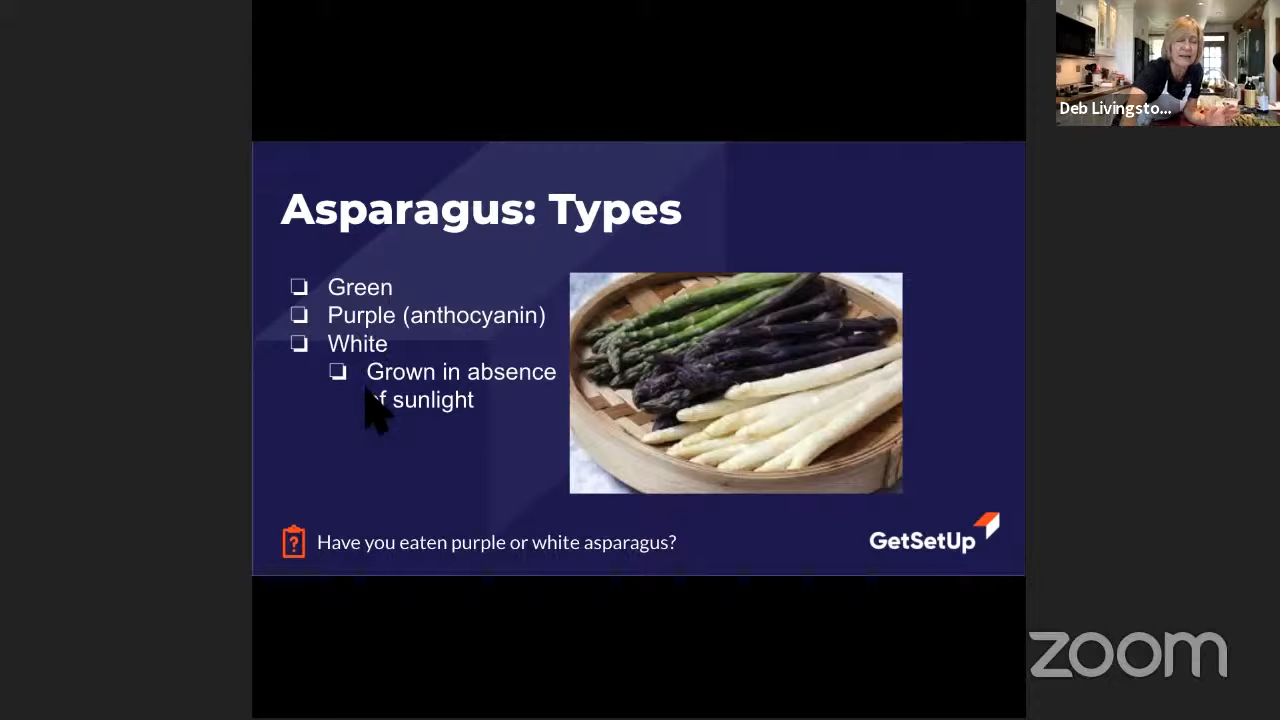 Deb Livingsto...
Asparagus: Types
Green
Purple (anthocyanin)
White
Grown in absence
of sunlight
Have you eaten purple or white asparagus?
GetSetUp
zoom